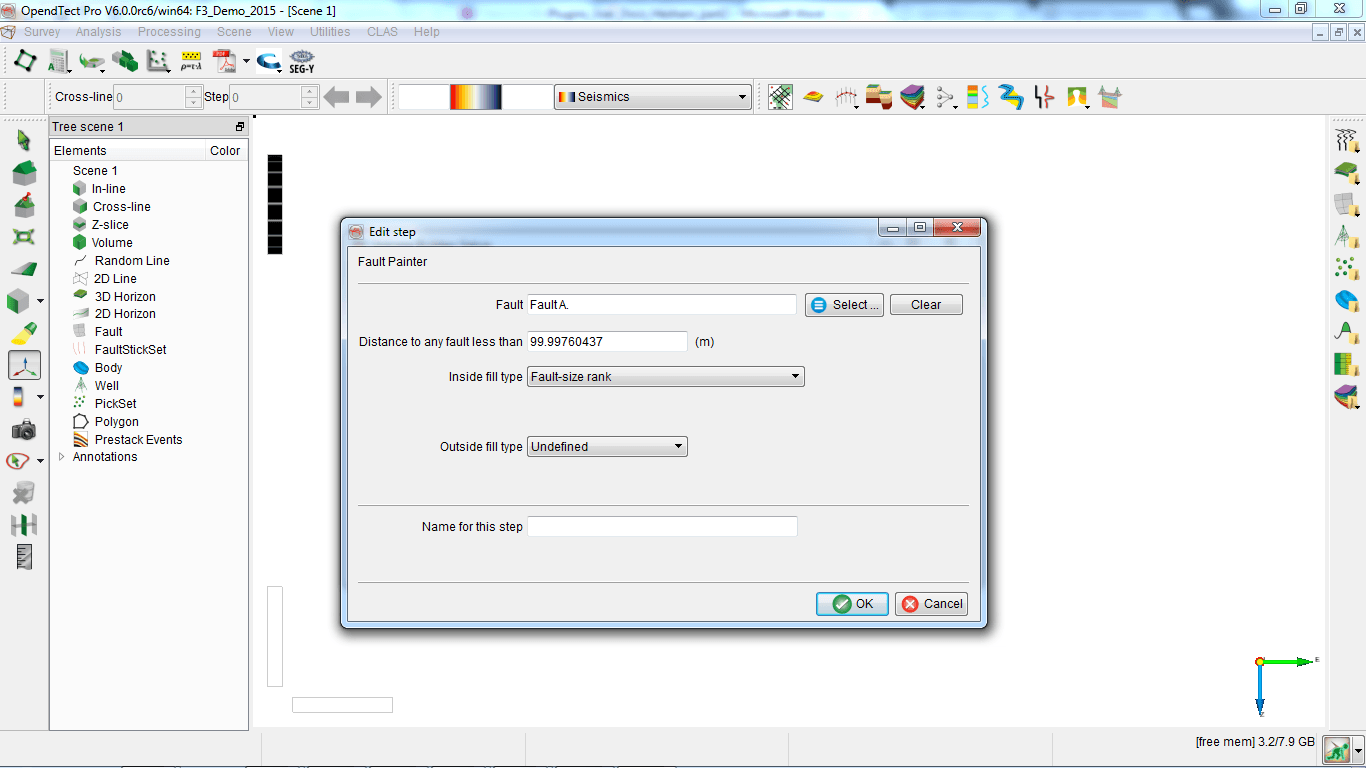 OpendTect Pro V6.0.0rc6/win64: F3_Demo_2015 - [Scene 1]
Survey Analysis Processing Scene View Utilities CLAS Help
ρ=τ·λ PDF SEG-Y
Cross-line 0 Step 0 Seismics
Tree scene 1
Elements Color
Scene 1
In-line
Cross-line
Z-slice
Volume
Random Line
2D Line
3D Horizon
2D Horizon
Fault
FaultStickSet
Body
Well
PickSet
Polygon
Prestack Events
Annotations
Edit step
Fault Painter
Fault Fault A. Select ... Clear
Distance to any fault less than 99.99760437 (m)
Inside fill type Fault-size rank
Outside fill type Undefined
Name for this step
OK Cancel
E
Z
[free mem] 3.2/7.9 GB